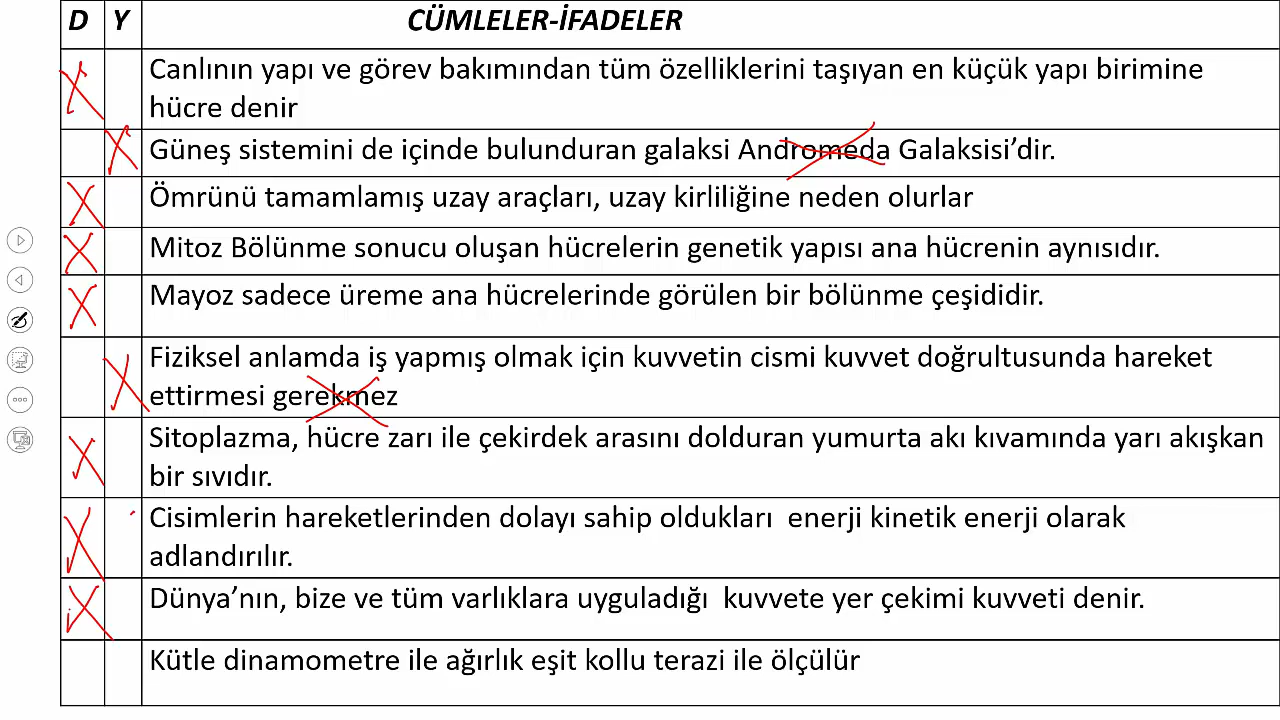 D Y CÜMLELER-İFADELER
Canlının yapı ve görev bakımından tüm özelliklerini taşıyan en küçük yapı birimine
hücre denir
Güneş sistemini de içinde bulunduran galaksi Andromeda Galaksisi’dir.
Ömrünü tamamlamış uzay araçları, uzay kirliliğine neden olurlar
Mitoz Bölünme sonucu oluşan hücrelerin genetik yapısı ana hücrenin aynısıdır.
Mayoz sadece üreme ana hücrelerinde görülen bir bölünme çeşididir.
Fiziksel anlamda iş yapmış olmak için kuvvetin cismi kuvvet doğrultusunda hareket
ettirmesi gerekmez
Sitoplazma, hücre zarı ile çekirdek arasını dolduran yumurta akı kıvamında yarı akışkan
bir sıvıdır.
Cisimlerin hareketlerinden dolayı sahip oldukları  enerji kinetik enerji olarak
adlandırılır.
Dünya’nın, bize ve tüm varlıklara uyguladığı  kuvvete yer çekimi kuvveti denir.
Kütle dinamometre ile ağırlık eşit kollu terazi ile ölçülür